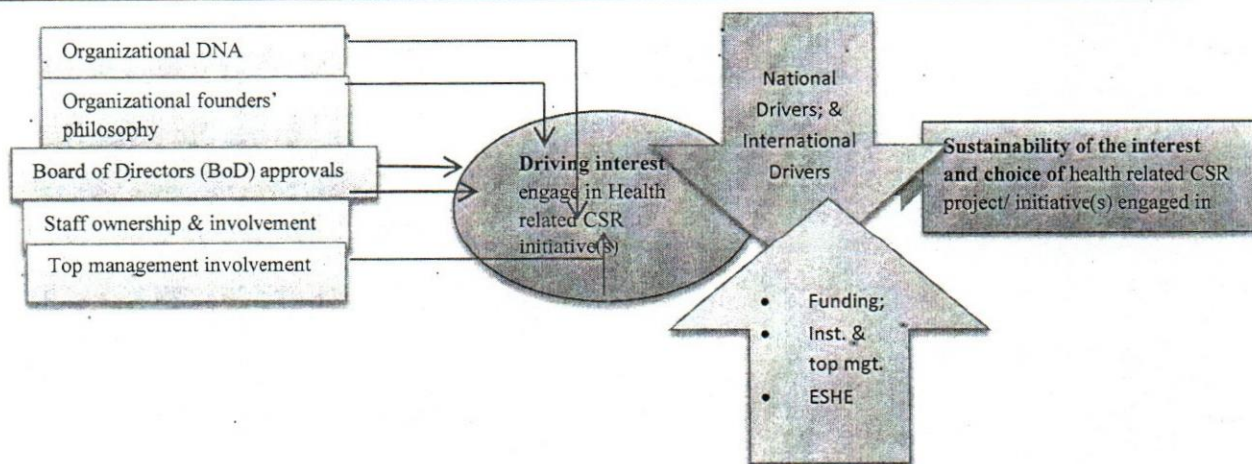 Organizational DNA
Organizational founders'
philosophy
Board of Directors (BoD) approvals
Staff ownership & involvement
Top management involvement
Driving interest
engage in Health
related CSR
initiative(s)
National
Drivers; &
International
Drivers
• Funding;
• Inst. &
top mgt.
• ESHE
Sustainability of the interest
and choice of health related CSR
project/ initiative(s) engaged in